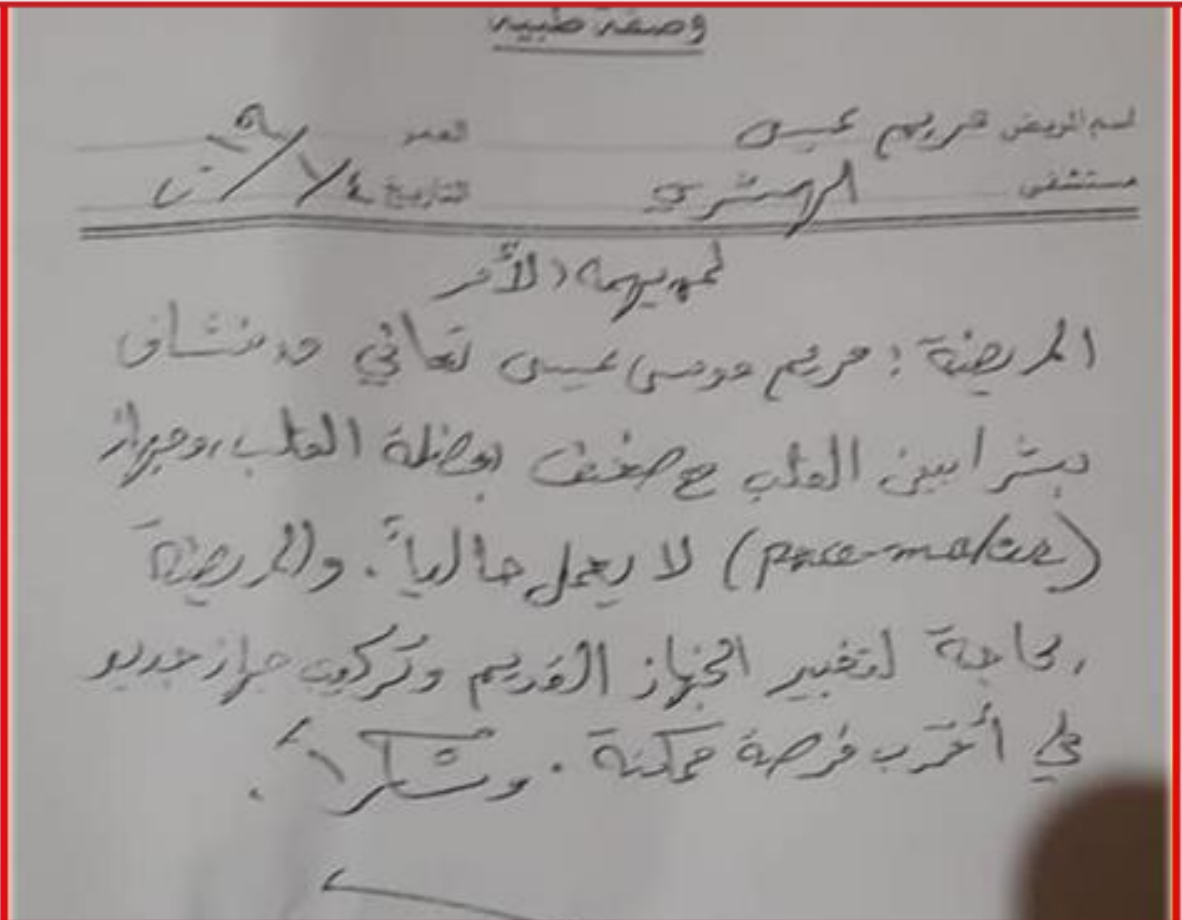 وصفة طبية
اسم المريض مريم عيسى العمر
مستشفى التاريخ
لمن يهمه الأمر
المريضة : مريم موسى عيسى تعاني من
بشرايين القلب مع ضعف بعضلة القلب، وجهاز
(pace-maker) لا يعمل حالياً. والمريضة
بحاجة لتغيير الجهاز القديم وتركيب جهاز جديد
في أقرب فرصة ممكنة. وشكراً.